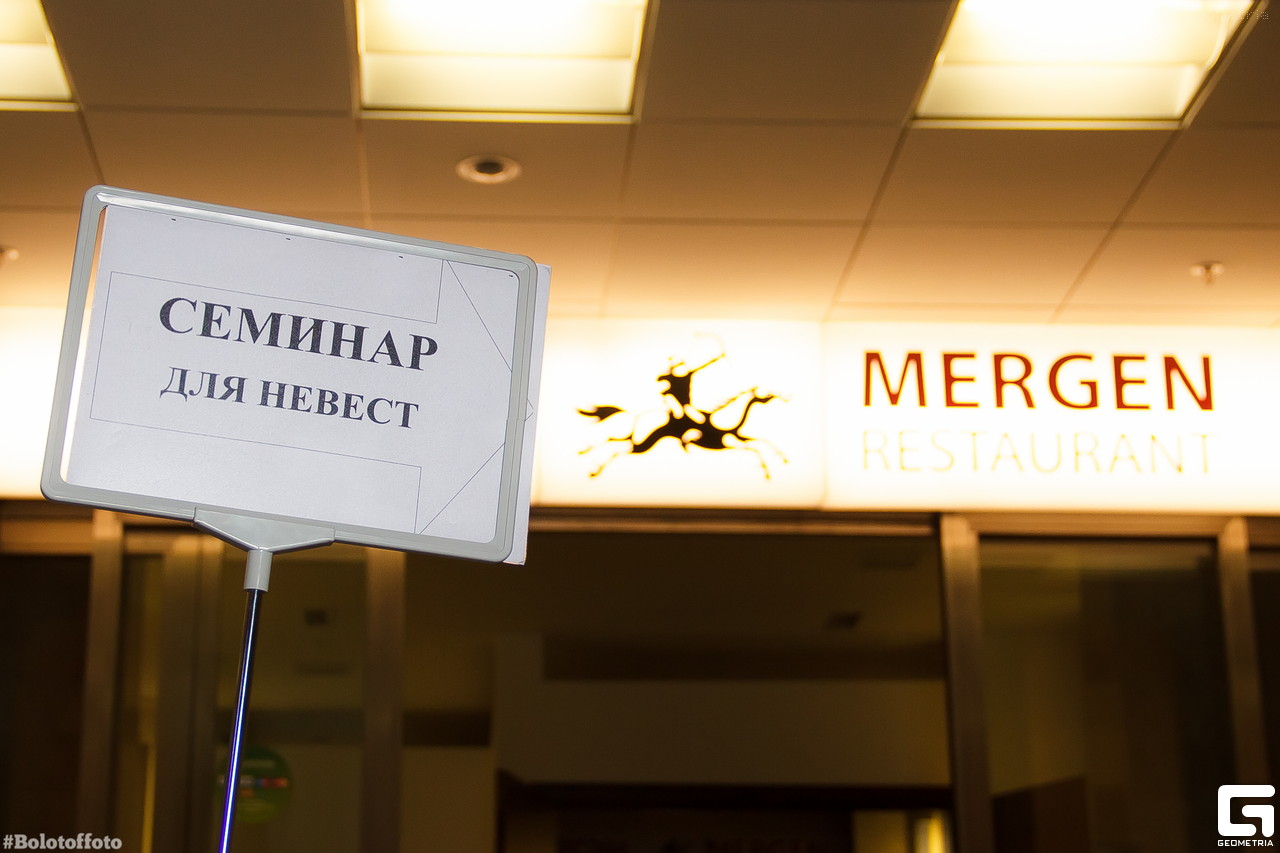 СЕМИНАР
ДЛЯ НЕВЕСТ
MERGEN
RESTAURANT
#Bolotoffoto
GEOMETRIA